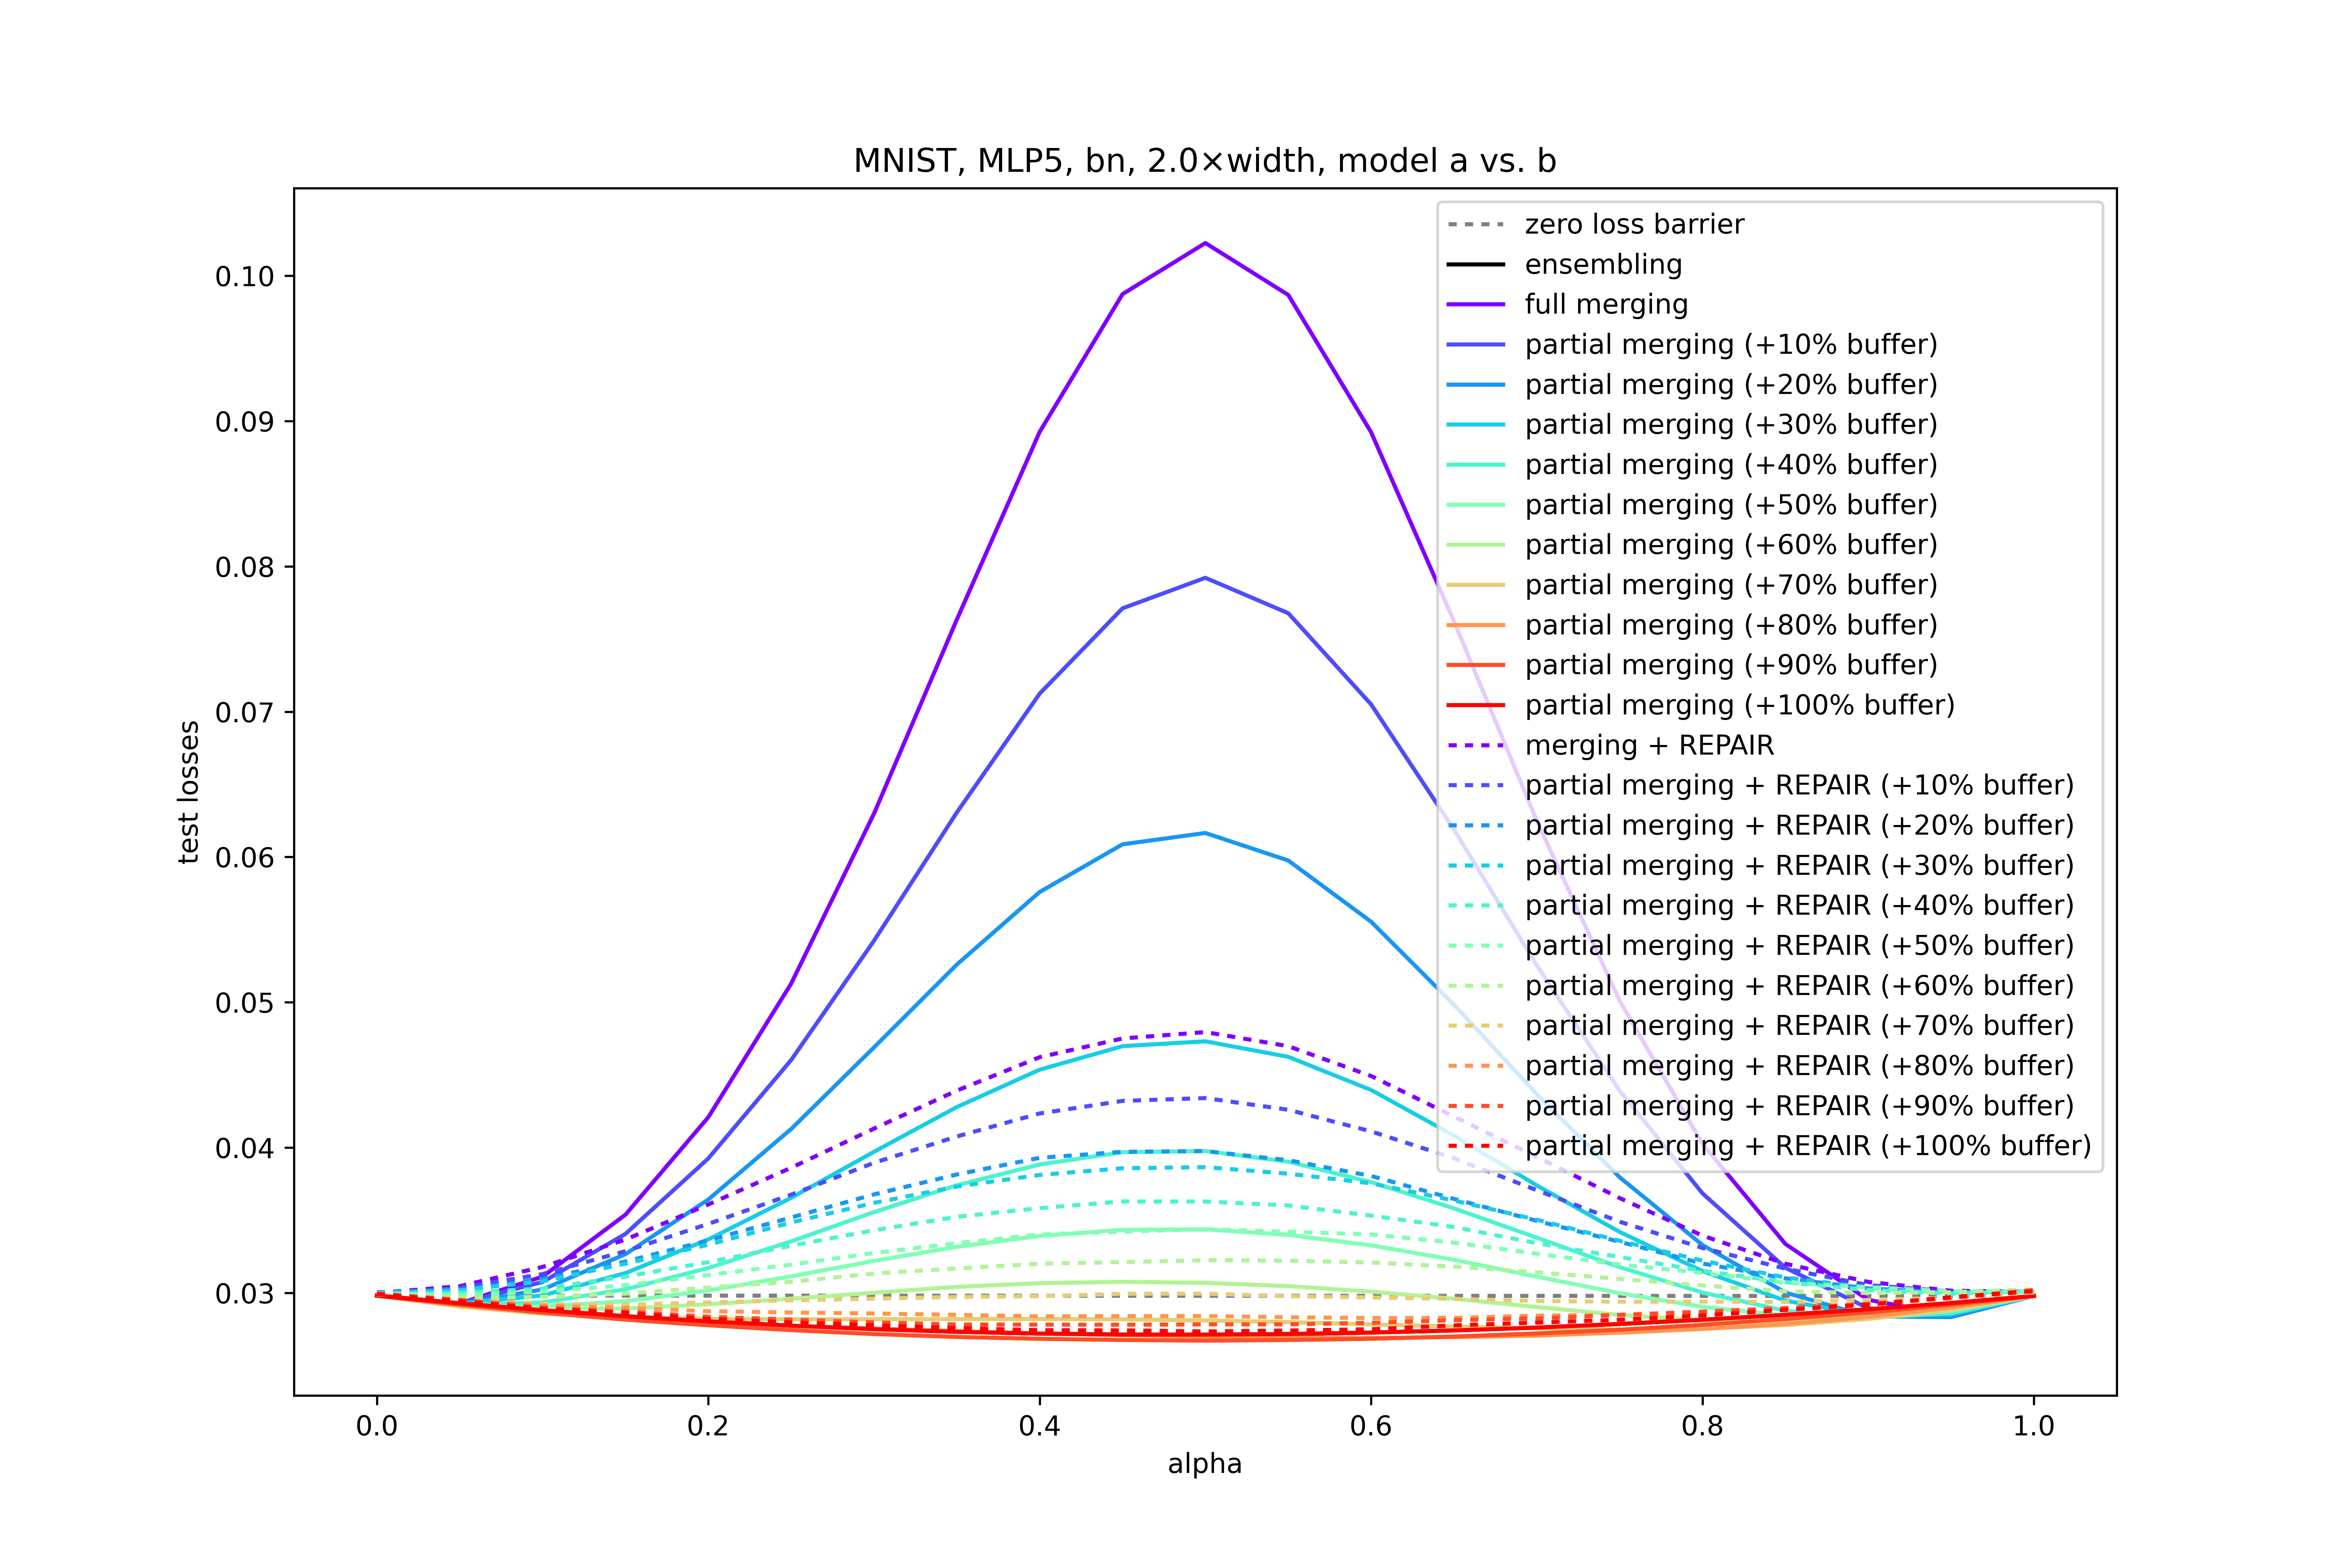 MNIST, MLP5, bn, 2.0×width, model a vs. b
test losses
0.10
0.09
0.08
0.07
0.06
0.05
0.04
0.03
zero loss barrier
ensembling
full merging
partial merging (+10% buffer)
partial merging (+20% buffer)
partial merging (+30% buffer)
partial merging (+40% buffer)
partial merging (+50% buffer)
partial merging (+60% buffer)
partial merging (+70% buffer)
partial merging (+80% buffer)
partial merging (+90% buffer)
partial merging (+100% buffer)
merging + REPAIR
partial merging + REPAIR (+10% buffer)
partial merging + REPAIR (+20% buffer)
partial merging + REPAIR (+30% buffer)
partial merging + REPAIR (+40% buffer)
partial merging + REPAIR (+50% buffer)
partial merging + REPAIR (+60% buffer)
partial merging + REPAIR (+70% buffer)
partial merging + REPAIR (+80% buffer)
partial merging + REPAIR (+90% buffer)
partial merging + REPAIR (+100% buffer)
0.0 0.2 0.4 0.6 0.8 1.0
alpha